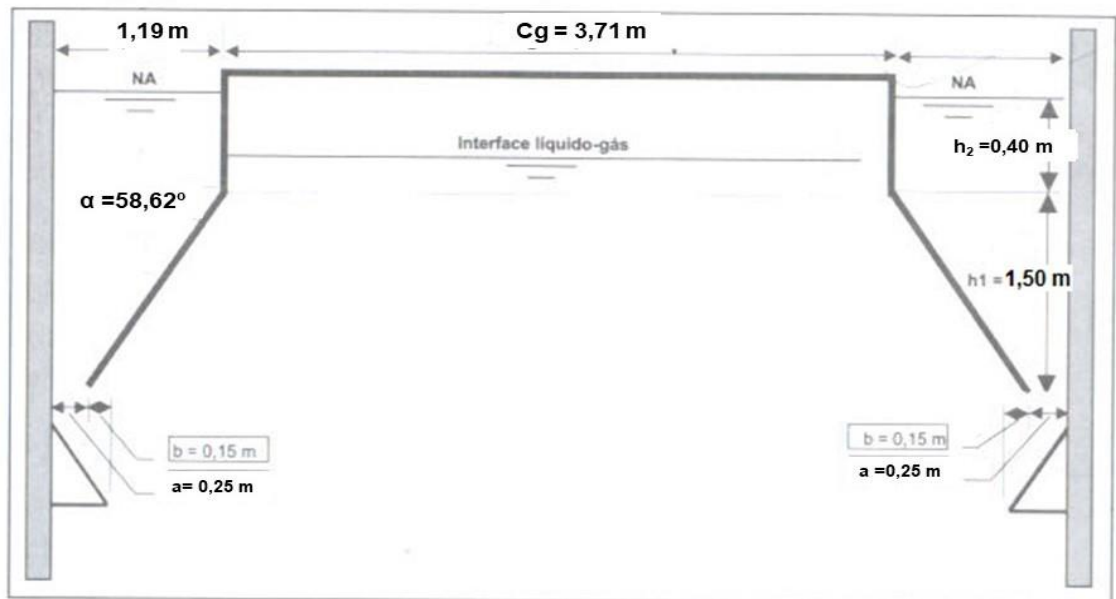 1,19 m
Cg = 3,71 m
NA
NA
Interface líquido-gás
h₂ =0,40 m
α =58,62º
h1 = 1,50 m
b = 0,15 m
a= 0,25 m
b = 0,15 m
a =0,25 m